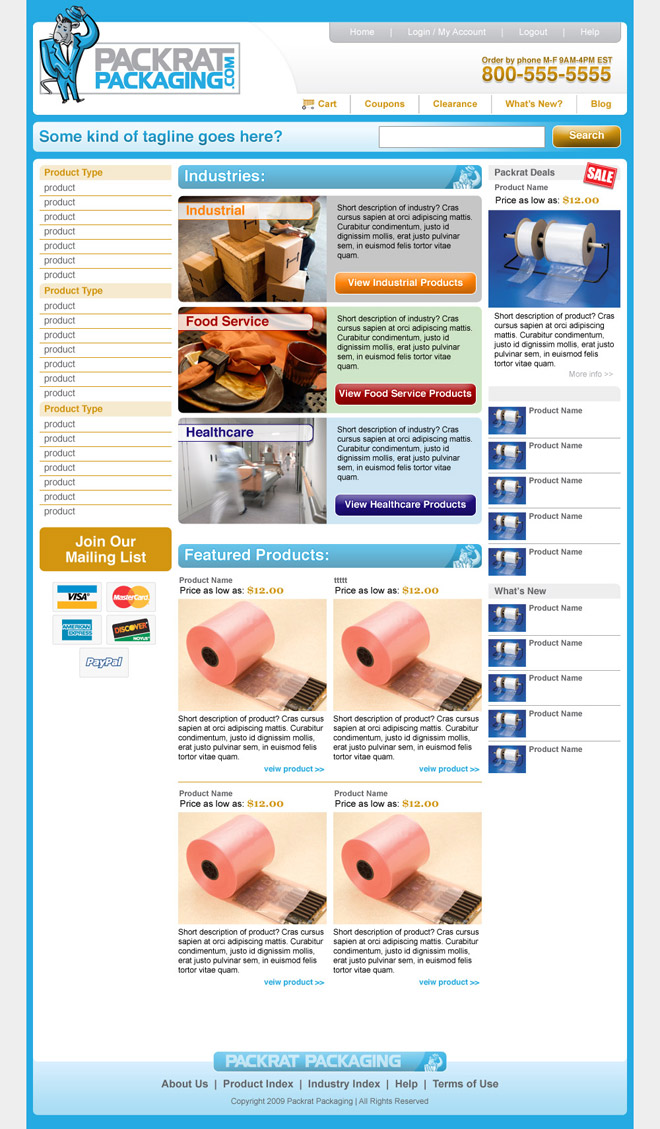 PACKRAT
PACKAGING.COM
Home | Login / My Account | Logout | Help
Order by phone M-F 9AM-4PM EST
800-555-5555
Cart
Coupons
Clearance
What's New?
Blog
Some kind of tagline goes here?
Search
Product Type
product
product
product
product
product
product
product
Product Type
product
product
product
product
product
product
product
Product Type
product
product
product
product
product
product
product
Join Our
Mailing List
VISA
MasterCard
AMERICAN
EXPRESS
DISCOVER
NOVUS
PayPal
Industries:
Industrial
Short description of industry? Cras
cursus sapien at orci adipiscing mattis.
Curabitur condimentum, justo id
dignissim mollis, erat justo pulvinar
sem, in euismod felis tortor vitae
quam.
View Industrial Products
Food Service
Short description of industry? Cras
cursus sapien at orci adipiscing mattis.
Curabitur condimentum, justo id
dignissim mollis, erat justo pulvinar
sem, in euismod felis tortor vitae
quam.
View Food Service Products
Healthcare
Short description of industry? Cras
cursus sapien at orci adipiscing mattis.
Curabitur condimentum, justo id
dignissim mollis, erat justo pulvinar
sem, in euismod felis tortor vitae
quam.
View Healthcare Products
Featured Products:
Product Name
Price as low as: $12.00
Short description of product? Cras cursus
sapien at orci adipiscing mattis. Curabitur
condimentum, justo id dignissim mollis,
erat justo pulvinar sem, in euismod felis
tortor vitae quam.
veiw product >>
ttttt
Price as low as: $12.00
Short description of product? Cras cursus
sapien at orci adipiscing mattis. Curabitur
condimentum, justo id dignissim mollis,
erat justo pulvinar sem, in euismod felis
tortor vitae quam.
veiw product >>
Product Name
Price as low as: $12.00
Short description of product? Cras cursus
sapien at orci adipiscing mattis. Curabitur
condimentum, justo id dignissim mollis,
erat justo pulvinar sem, in euismod felis
tortor vitae quam.
veiw product >>
Product Name
Price as low as: $12.00
Short description of product? Cras cursus
sapien at orci adipiscing mattis. Curabitur
condimentum, justo id dignissim mollis,
erat justo pulvinar sem, in euismod felis
tortor vitae quam.
veiw product >>
Packrat Deals
SALE
Product Name
Price as low as: $12.00
Short description of product? Cras
cursus sapien at orci adipiscing
mattis. Curabitur condimentum,
justo id dignissim mollis, erat justo
pulvinar sem, in euismod felis
tortor vitae quam.
More info >>
Product Name
Product Name
Product Name
Product Name
Product Name
What's New
Product Name
Product Name
Product Name
Product Name
Product Name
PACKRAT PACKAGING
About Us | Product Index | Industry Index | Help | Terms of Use
Copyright 2009 Packrat Packaging | All Rights Reserved